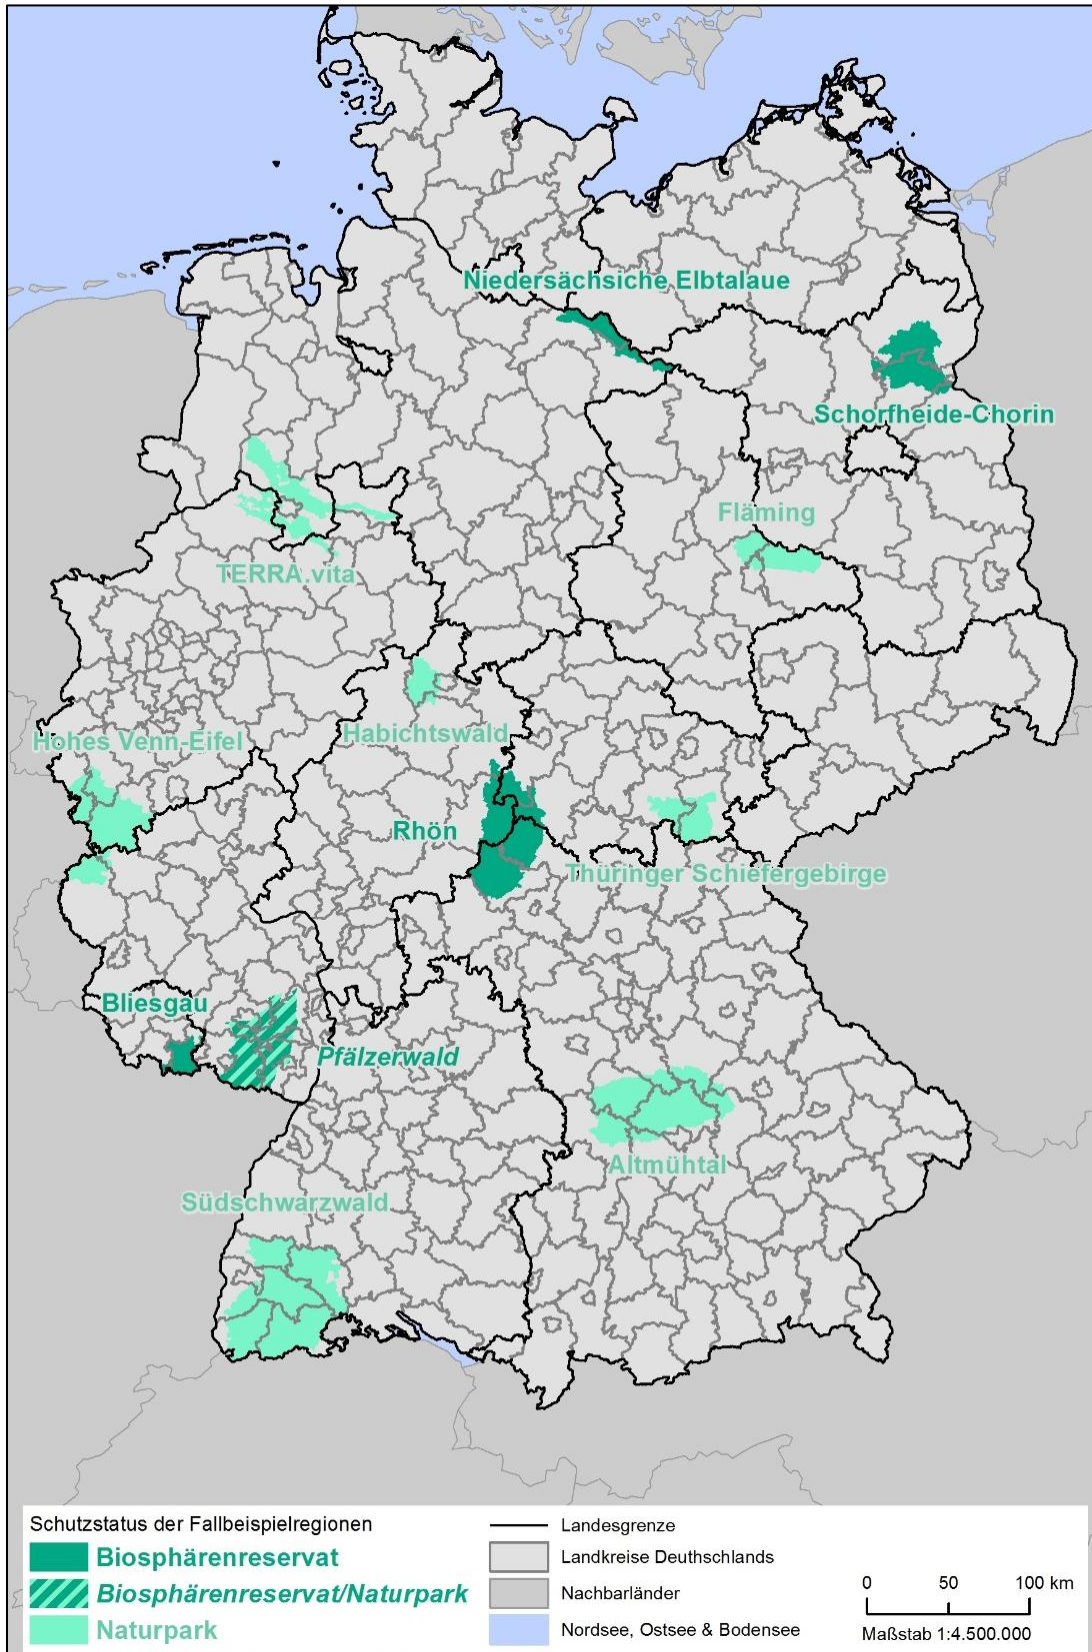 Niedersächsiche Elbtalaue
Schorfheide-Chorin
Fläming
TERRA.vita
Hohes Venn-Eifel
Habichtswald
Rhön
Thüringer Schiefergebirge
Bliesgau
Pfälzerwald
Altmühtal
Südschwarzwald
Schutzstatus der Fallbeispielregionen
Biosphärenreservat
Biosphärenreservat/Naturpark
Naturpark
Landesgrenze
Landkreise Deuthschlands
Nachbarländer
Nordsee, Ostsee & Bodensee
0 50 100 km
Maßstab 1:4.500.000